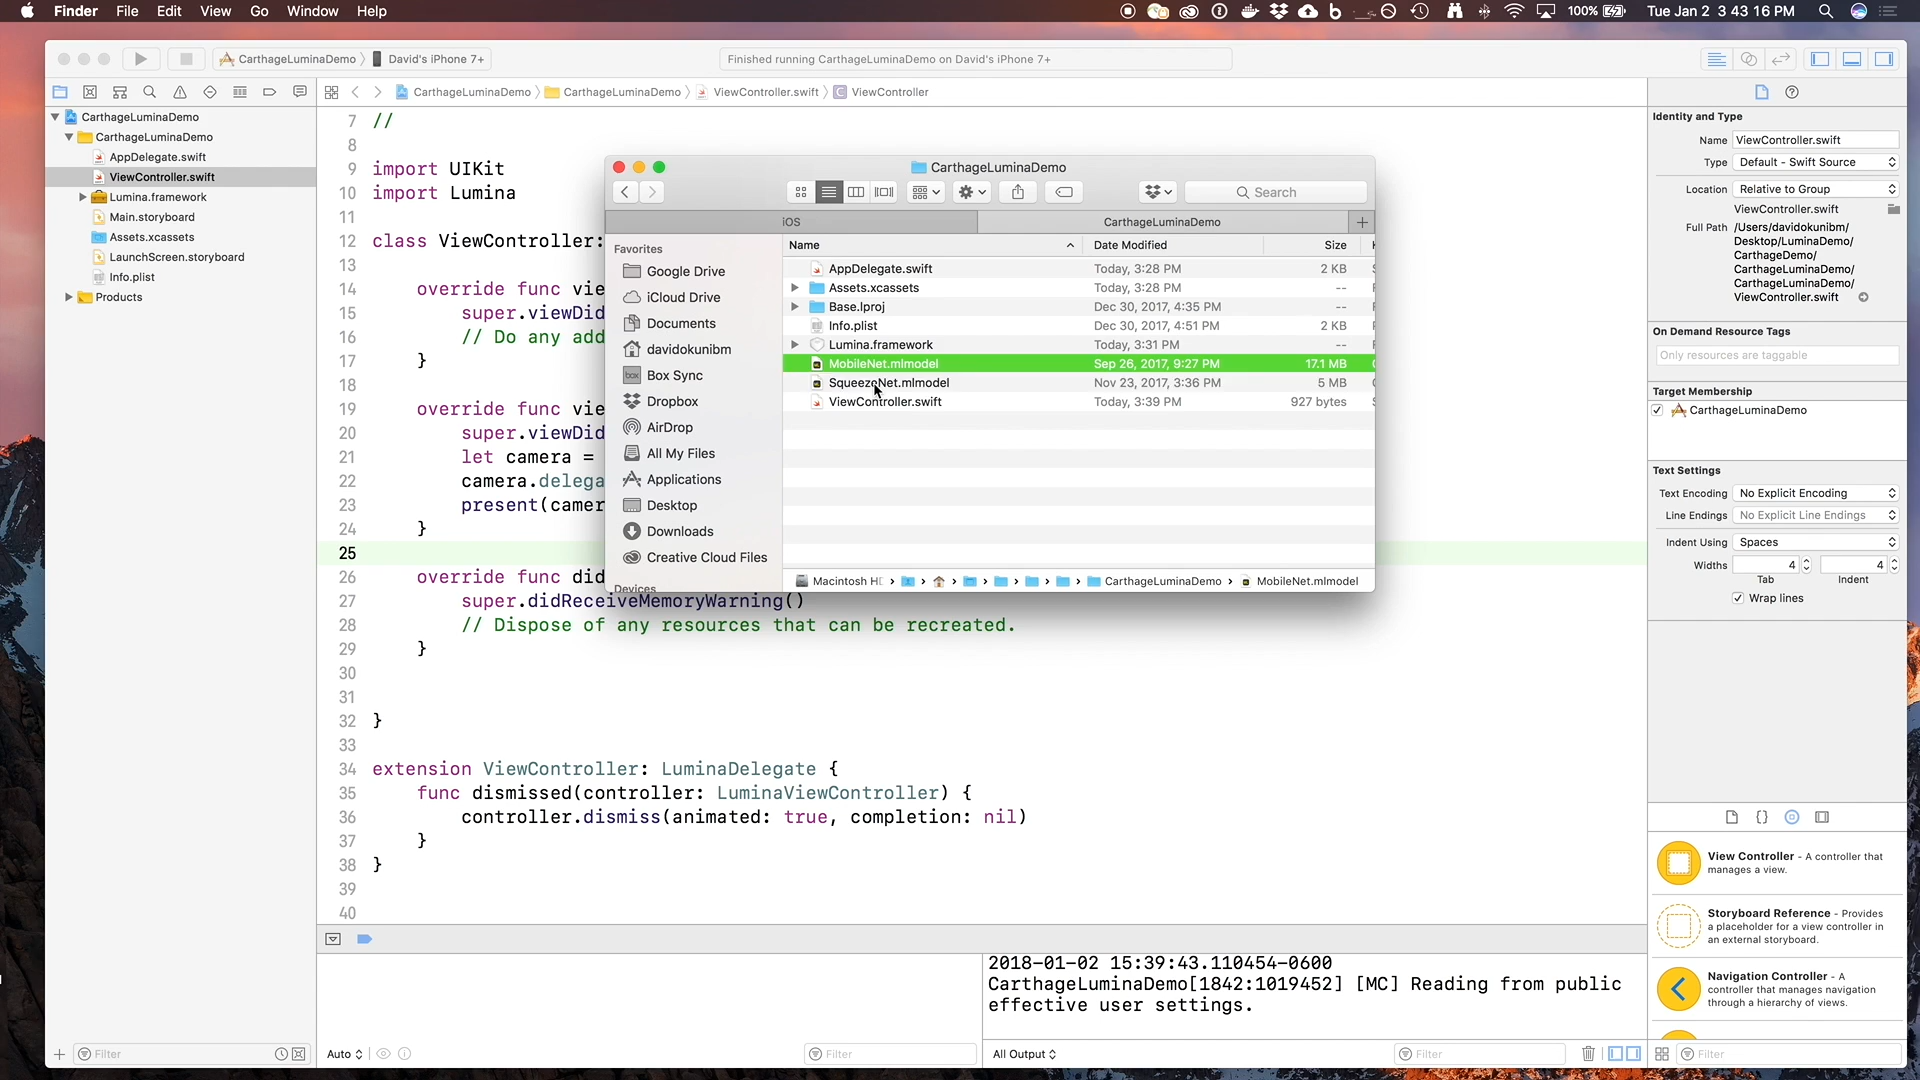 Finder File Edit View Go Window Help
100% Tue Jan 2 3 43 16 PM
CarthageLuminaDemo David's iPhone 7+
Finished running CarthageLuminaDemo on David's iPhone 7+
CarthageLuminaDemo CarthageLuminaDemo ViewController.swift ViewController
CarthageLuminaDemo
CarthageLuminaDemo
AppDelegate.swift
ViewController.swift
Lumina.framework
Main.storyboard
Assets.xcassets
LaunchScreen.storyboard
Info.plist
Products
Filter
7 //
8
9 import UIKit
10 import Lumina
11
12 class ViewController:
13
14 override func vie
15 super.viewDid
16 // Do any add
17 }
18
19 override func vie
20 super.viewDid
21 let camera =
22 camera.delega
23 present(camer
24 }
25
26 override func did
27 super.didReceiveMemoryWarning()
28 // Dispose of any resources that can be recreated.
29 }
30
31
32 }
33
34 extension ViewController: LuminaDelegate {
35 func dismissed(controller: LuminaViewController) {
36 controller.dismiss(animated: true, completion: nil)
37 }
38 }
39
40
CarthageLuminaDemo
Search
iOS CarthageLuminaDemo
Favorites
Google Drive
iCloud Drive
Documents
davidokunibm
Box Sync
Dropbox
AirDrop
All My Files
Applications
Desktop
Downloads
Creative Cloud Files
Devices
Name Date Modified Size
AppDelegate.swift Today, 3:28 PM 2 KB
Assets.xcassets Today, 3:28 PM --
Base.lproj Dec 30, 2017, 4:35 PM --
Info.plist Dec 30, 2017, 4:51 PM 2 KB
Lumina.framework Today, 3:31 PM --
MobileNet.mlmodel Sep 26, 2017, 9:27 PM 17.1 MB
SqueezeNet.mlmodel Nov 23, 2017, 3:36 PM 5 MB
ViewController.swift Today, 3:39 PM 927 bytes
Macintosh CarthageLuminaDemo MobileNet.mlmodel
Auto
Filter
2018-01-02 15:39:43.110454-0600
CarthageLuminaDemo[1842:1019452] [MC] Reading from public
effective user settings.
All Output
Filter
Identity and Type
Name ViewController.swift
Type Default - Swift Source
Location Relative to Group
ViewController.swift
Full Path /Users/davidokunibm/
Desktop/LuminaDemo/
CarthageDemo/
CarthageLuminaDemo/
CarthageLuminaDemo/
ViewController.swift
On Demand Resource Tags
Only resources are taggable
Target Membership
CarthageLuminaDemo
Text Settings
Text Encoding No Explicit Encoding
Line Endings No Explicit Line Endings
Indent Using Spaces
Widths 4 4
Tab Indent
Wrap lines
View Controller - A controller that
manages a view.
Storyboard Reference - Provides
a placeholder for a view controller in
an external storyboard.
Navigation Controller - A
controller that manages navigation
through a hierarchy of views.
Filter